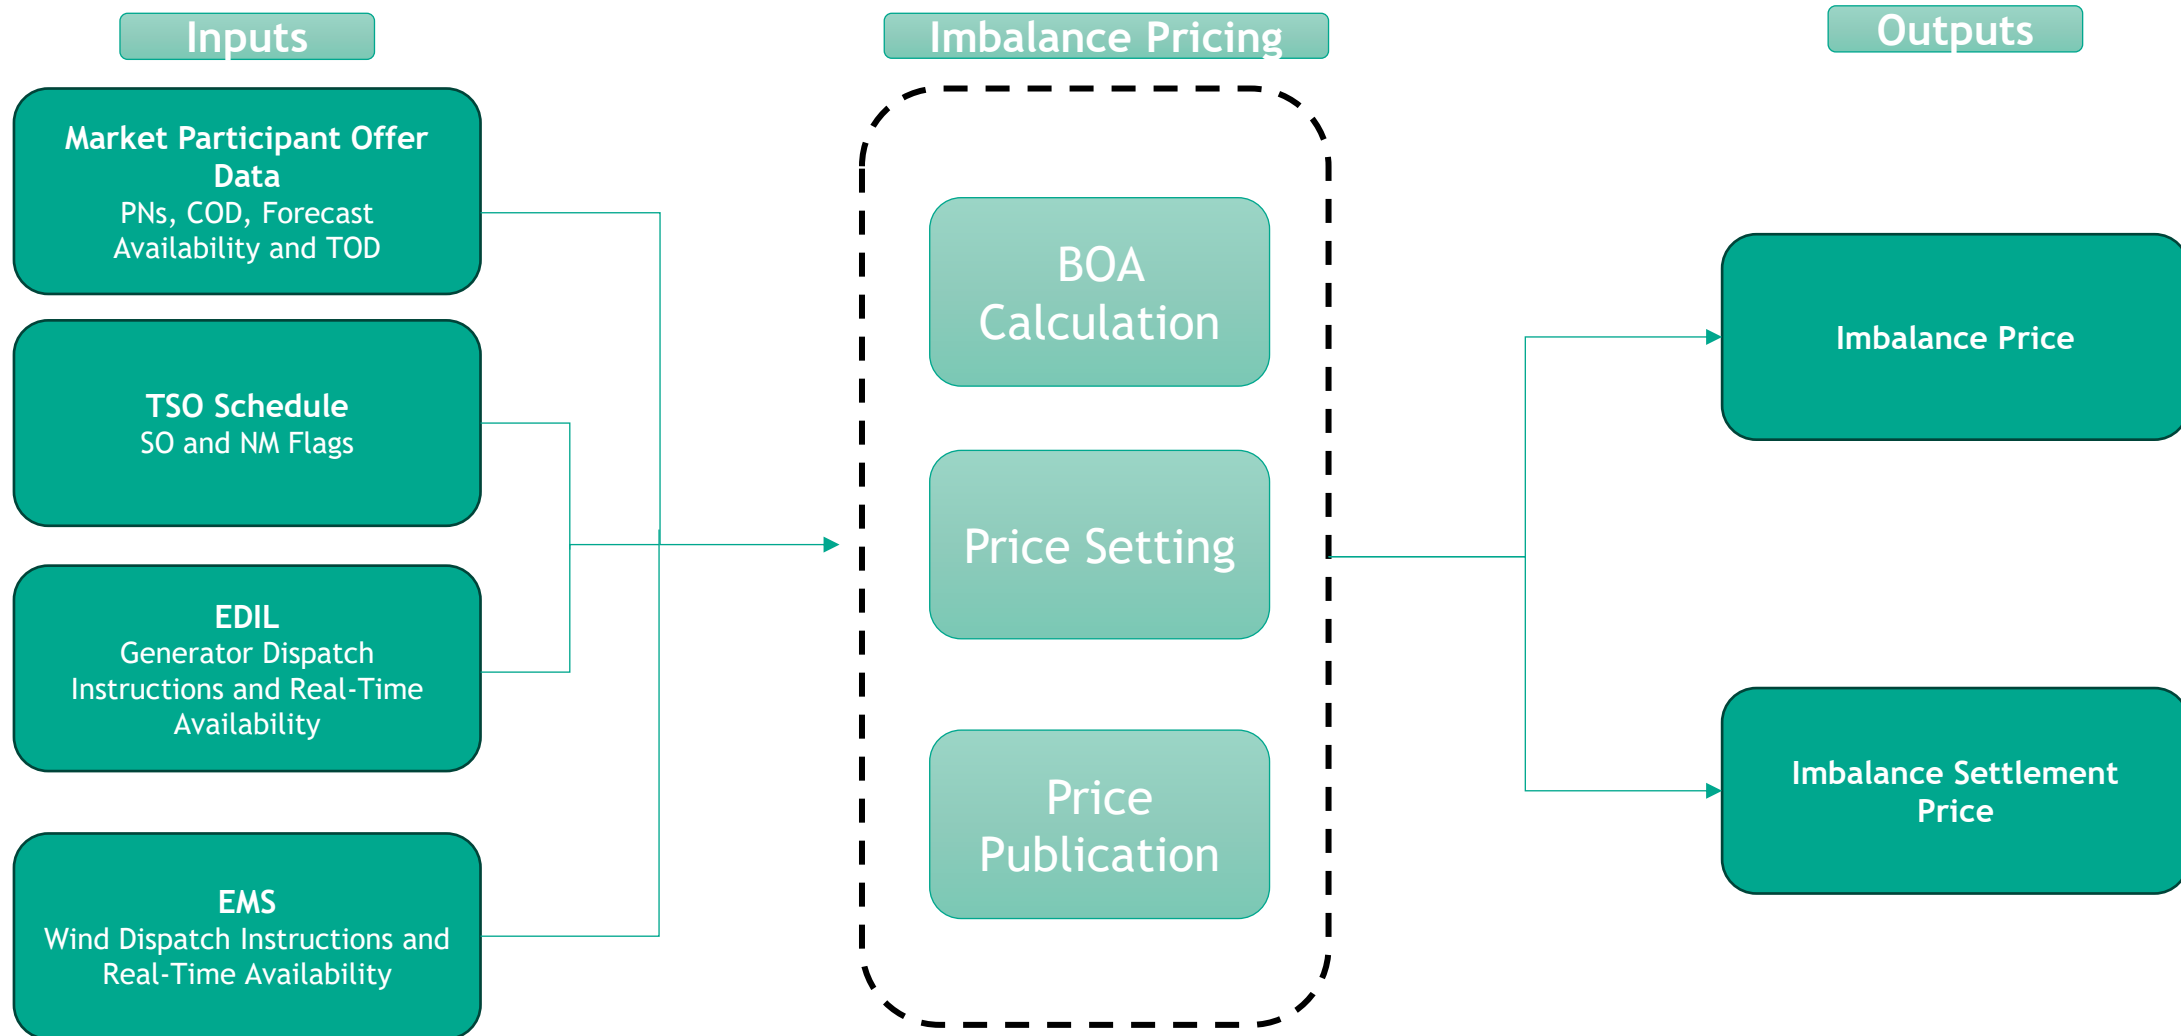 Inputs
Imbalance Pricing
Outputs
Market Participant Offer
Data
PNs, COD, Forecast
Availability and TOD
TSO Schedule
SO and NM Flags
EDIL
Generator Dispatch
Instructions and Real-Time
Availability
EMS
Wind Dispatch Instructions and
Real-Time Availability
BOA
Calculation
Price Setting
Price
Publication
Imbalance Price
Imbalance Settlement
Price